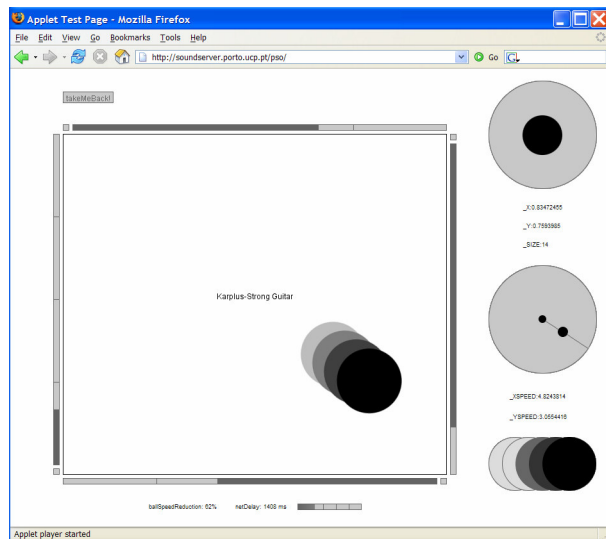 Applet Test Page - Mozilla Firefox
File Edit View Go Bookmarks Tools Help
http://soundserver.porto.ucp.pt/pso/ Go
takeMeBack!
_X:0.83472455
_Y:0.7593985
_SIZE:14
Karplus-Strong Guitar
_XSPEED:4.8243814
_YSPEED:3.0554416
ballSpeedReduction: 62% netDelay: 1408 ms
Applet player started